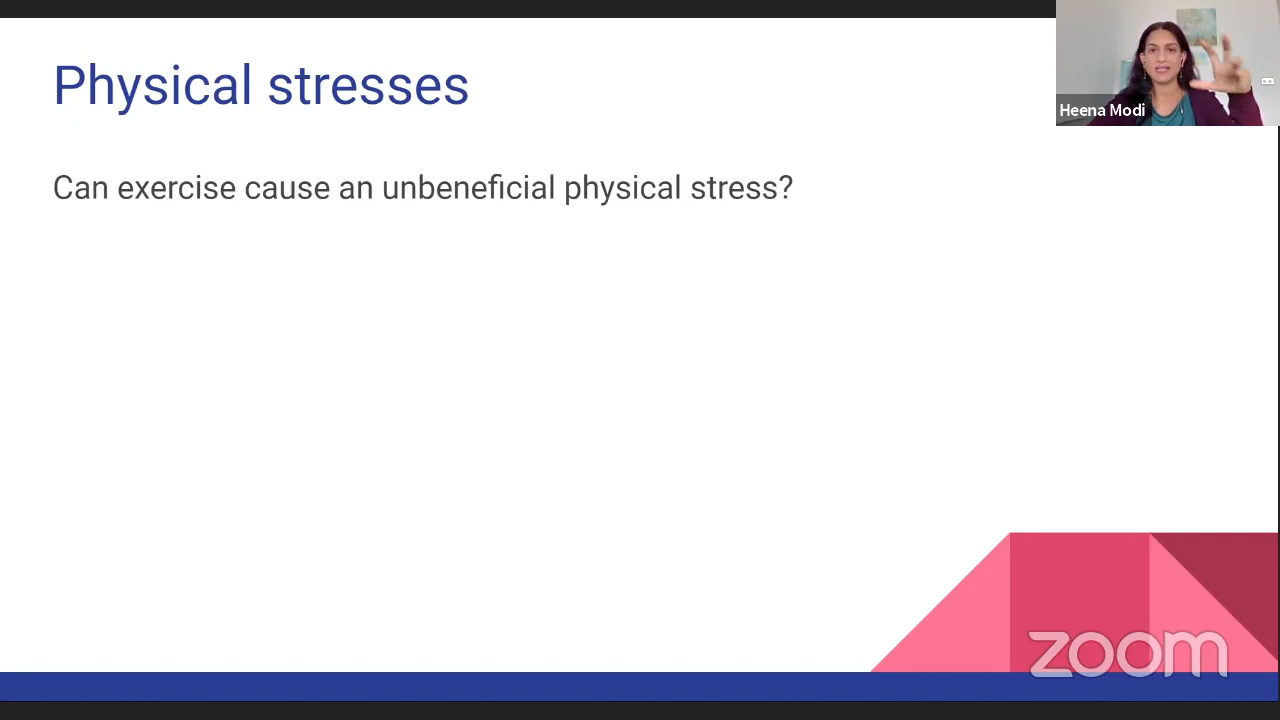 Physical stresses
Heena Modi
Can exercise cause an unbeneficial physical stress?
zoom